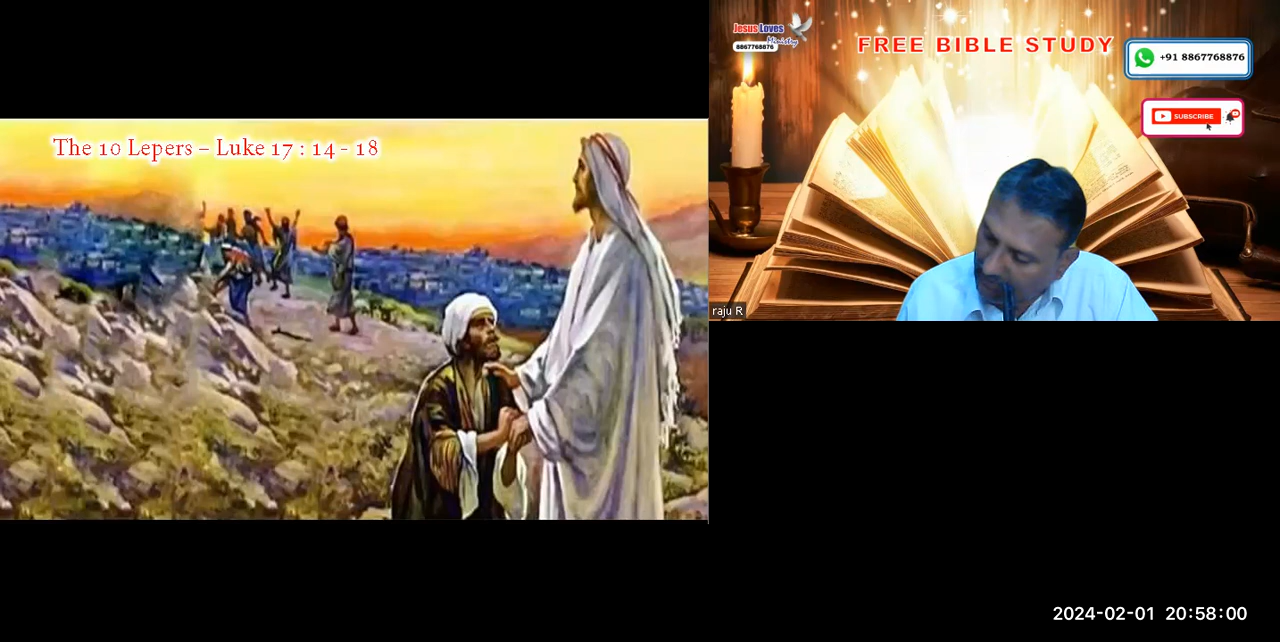 The 10 Lepers – Luke 17 : 14 - 18
Jesus Loves
Ministry
8867768876
FREE BIBLE STUDY
+91 8867768876
SUBSCRIBE
raju R
2024-02-01 20:58:00